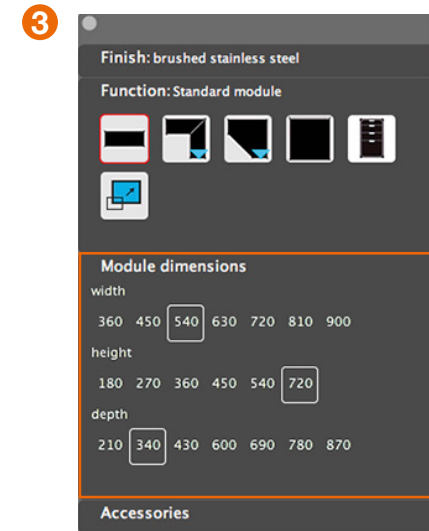 3
Finish: brushed stainless steel
Function: Standard module
Module dimensions
width
360 450 540 630 720 810 900
height
180 270 360 450 540 720
depth
210 340 430 600 690 780 870
Accessories